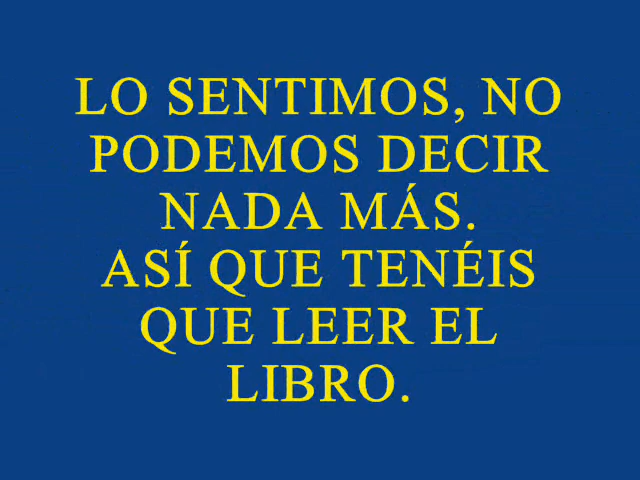 LO SENTIMOS, NO
PODEMOS DECIR
NADA MÁS.
ASÍ QUE TENÉIS
QUE LEER EL
LIBRO.